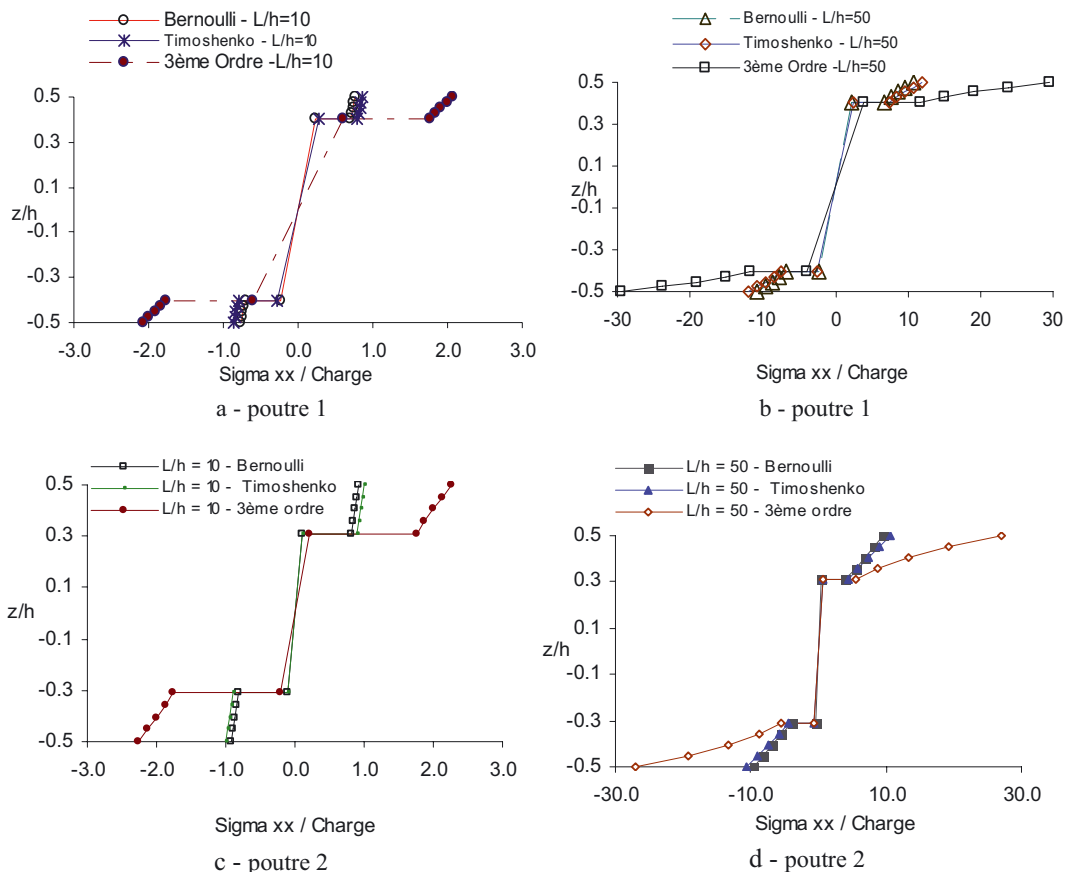 Bernoulli - L/h=10
Timoshenko - L/h=10
3ème Ordre -L/h=10
0.5
0.3
0.1
z/h
-0.1
-0.3
-0.5
-3.0 -2.0 -1.0 0.0 1.0 2.0 3.0
Sigma xx / Charge
a - poutre 1
Bernoulli - L/h=50
Timoshenko - L/h=50
3ème Ordre -L/h=50
0.5
0.3
0.1
z/h
-0.1
-0.3
-0.5
-30 -20 -10 0 10 20 30
Sigma xx / Charge
b - poutre 1
L/h = 10 - Bernoulli
L/h = 10 - Timoshenko
L/h = 10 - 3ème ordre
0.5
0.3
0.1
z/h
-0.1
-0.3
-0.5
-3.0 -2.0 -1.0 0.0 1.0 2.0 3.0
Sigma xx / Charge
c - poutre 2
L/h = 50 - Bernoulli
L/h = 50 - Timoshenko
L/h = 50 - 3ème ordre
0.5
0.3
0.1
z/h
-0.1
-0.3
-0.5
-30.0 -10.0 10.0 30.0
Sigma xx / Charge
d - poutre 2